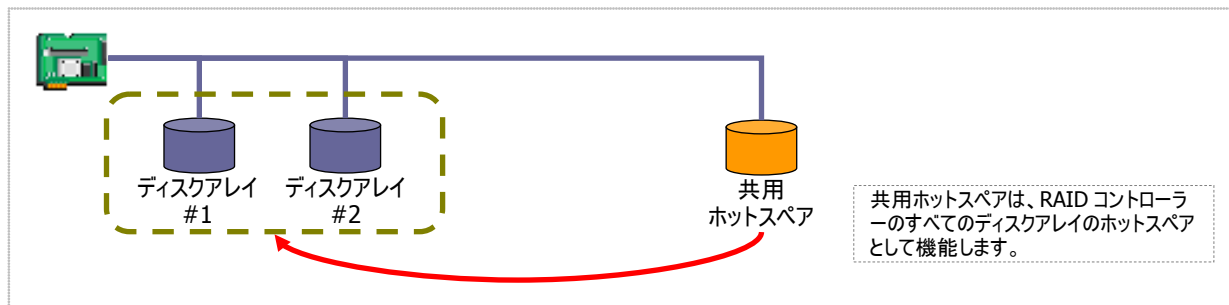 ディスクアレイ
#1
ディスクアレイ
#2
共用
ホットスペア
共用ホットスペアは、RAID コントローラ
ーのすべてのディスクアレイのホットスペア
として機能します。